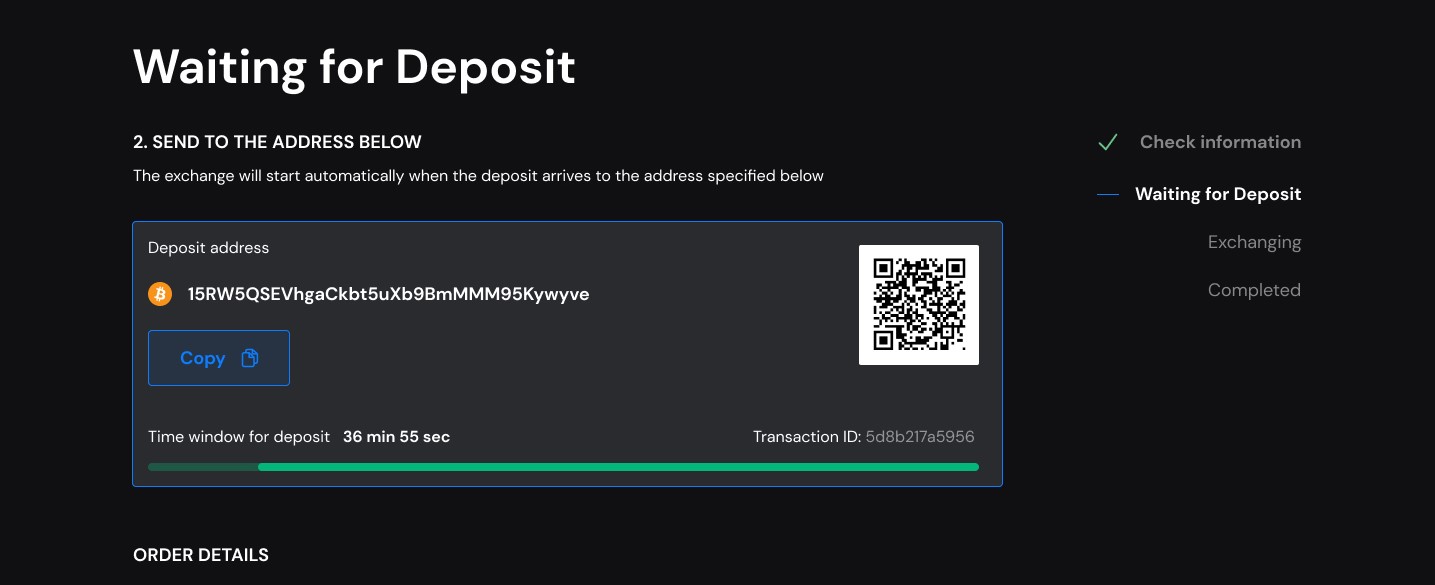 Waiting for Deposit
2. SEND TO THE ADDRESS BELOW
The exchange will start automatically when the deposit arrives to the address specified below
Check information
Waiting for Deposit
Exchanging
Completed
Deposit address
15RW5QSEVhgaCkbt5uXb9BmMMM95Kywyve
Copy
Time window for deposit 36 min 55 sec
Transaction ID: 5d8b217a5956
ORDER DETAILS